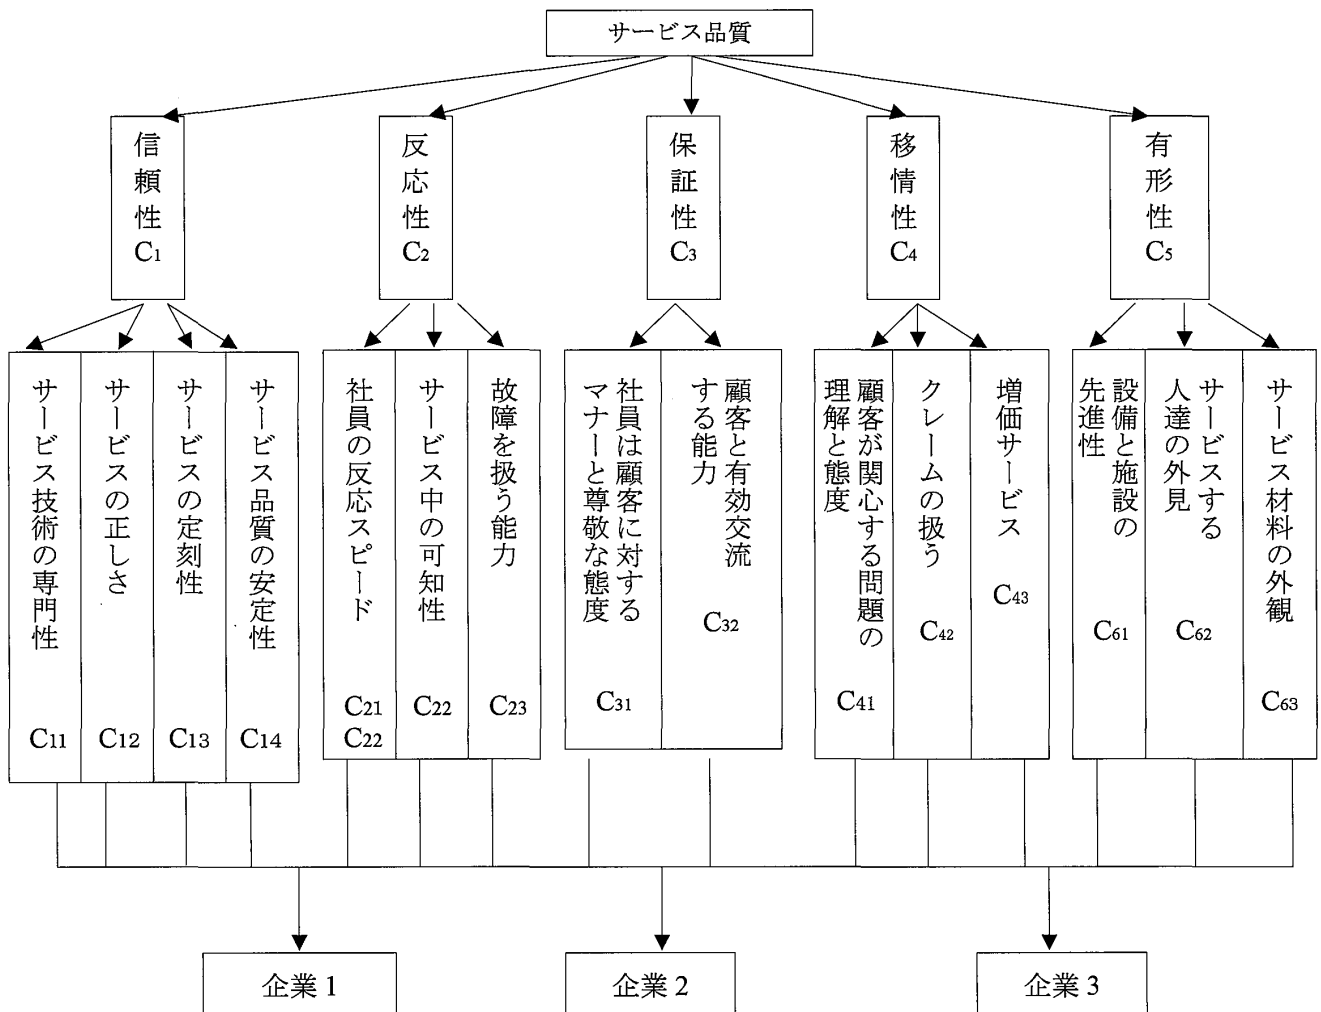 サービス品質
信頼性
C1
反応性
C2
保証性
C3
移情性
C4
有形性
C5
サービス技術の専門性
C11
サービスの正しさ
C12
サービスの定刻性
C13
サービス品質の安定性
C14
社員の反応スピード
C21
C22
サービス中の可知性
C22
故障を扱う能力
C23
社員は顧客に対する
マナーと尊敬な態度
C31
顧客と有効交流
する能力
C32
顧客が関心する問題の
理解と態度
C41
クレームの扱う
C42
増価サービス
C43
設備と施設の
先進性
C61
サービスする
人達の外見
C62
サービス材料の外観
C63
企業1
企業2
企業3